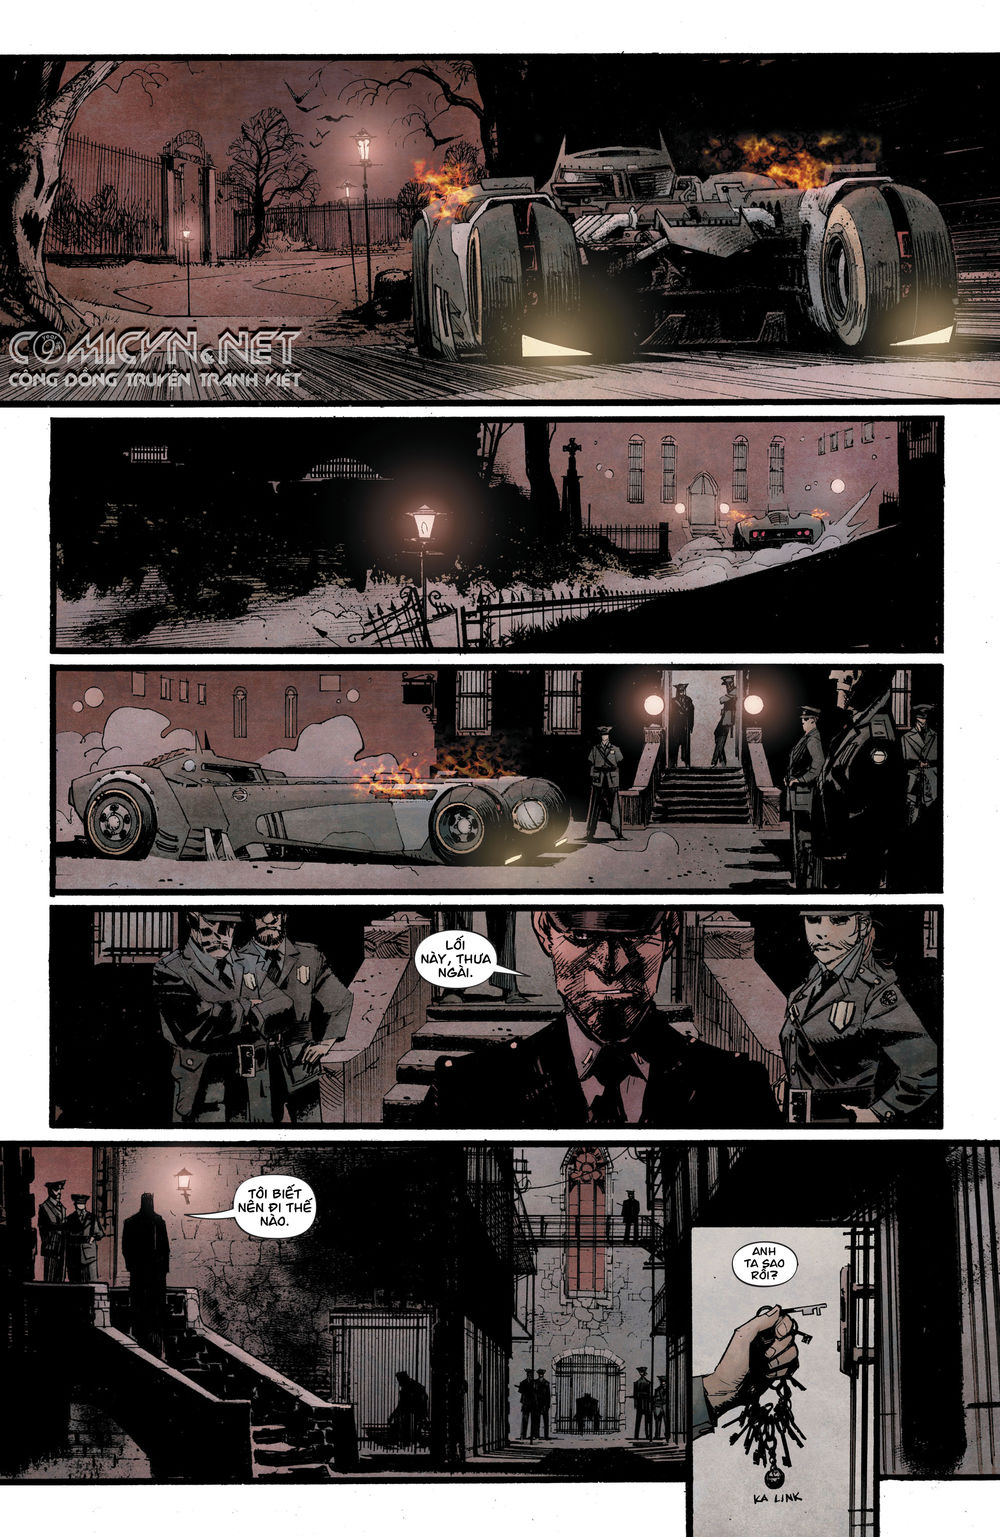 COMICVN.NET
CỘNG ĐỒNG TRUYỆN TRANH VIỆT
LỐI
NÀY, THƯA
NGÀI.
TÔI BIẾT
NÊN ĐI THẾ
NÀO.
ANH
TA SAO
RỒI?
KA LINK